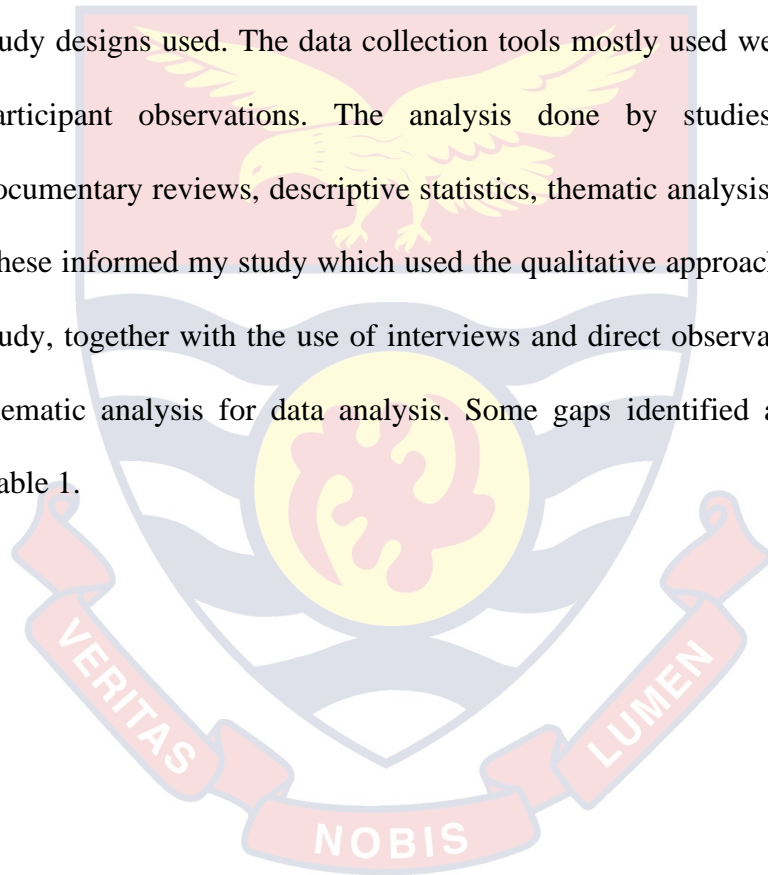 udy designs used. The data collection tools mostly used we
articipant observations. The analysis done by studies
ocumentary reviews, descriptive statistics, thematic analysis
hese informed my study which used the qualitative approach
udy, together with the use of interviews and direct observa
ematic analysis for data analysis. Some gaps identified a
able 1.
VERITAS
NOBIS
LUMEN